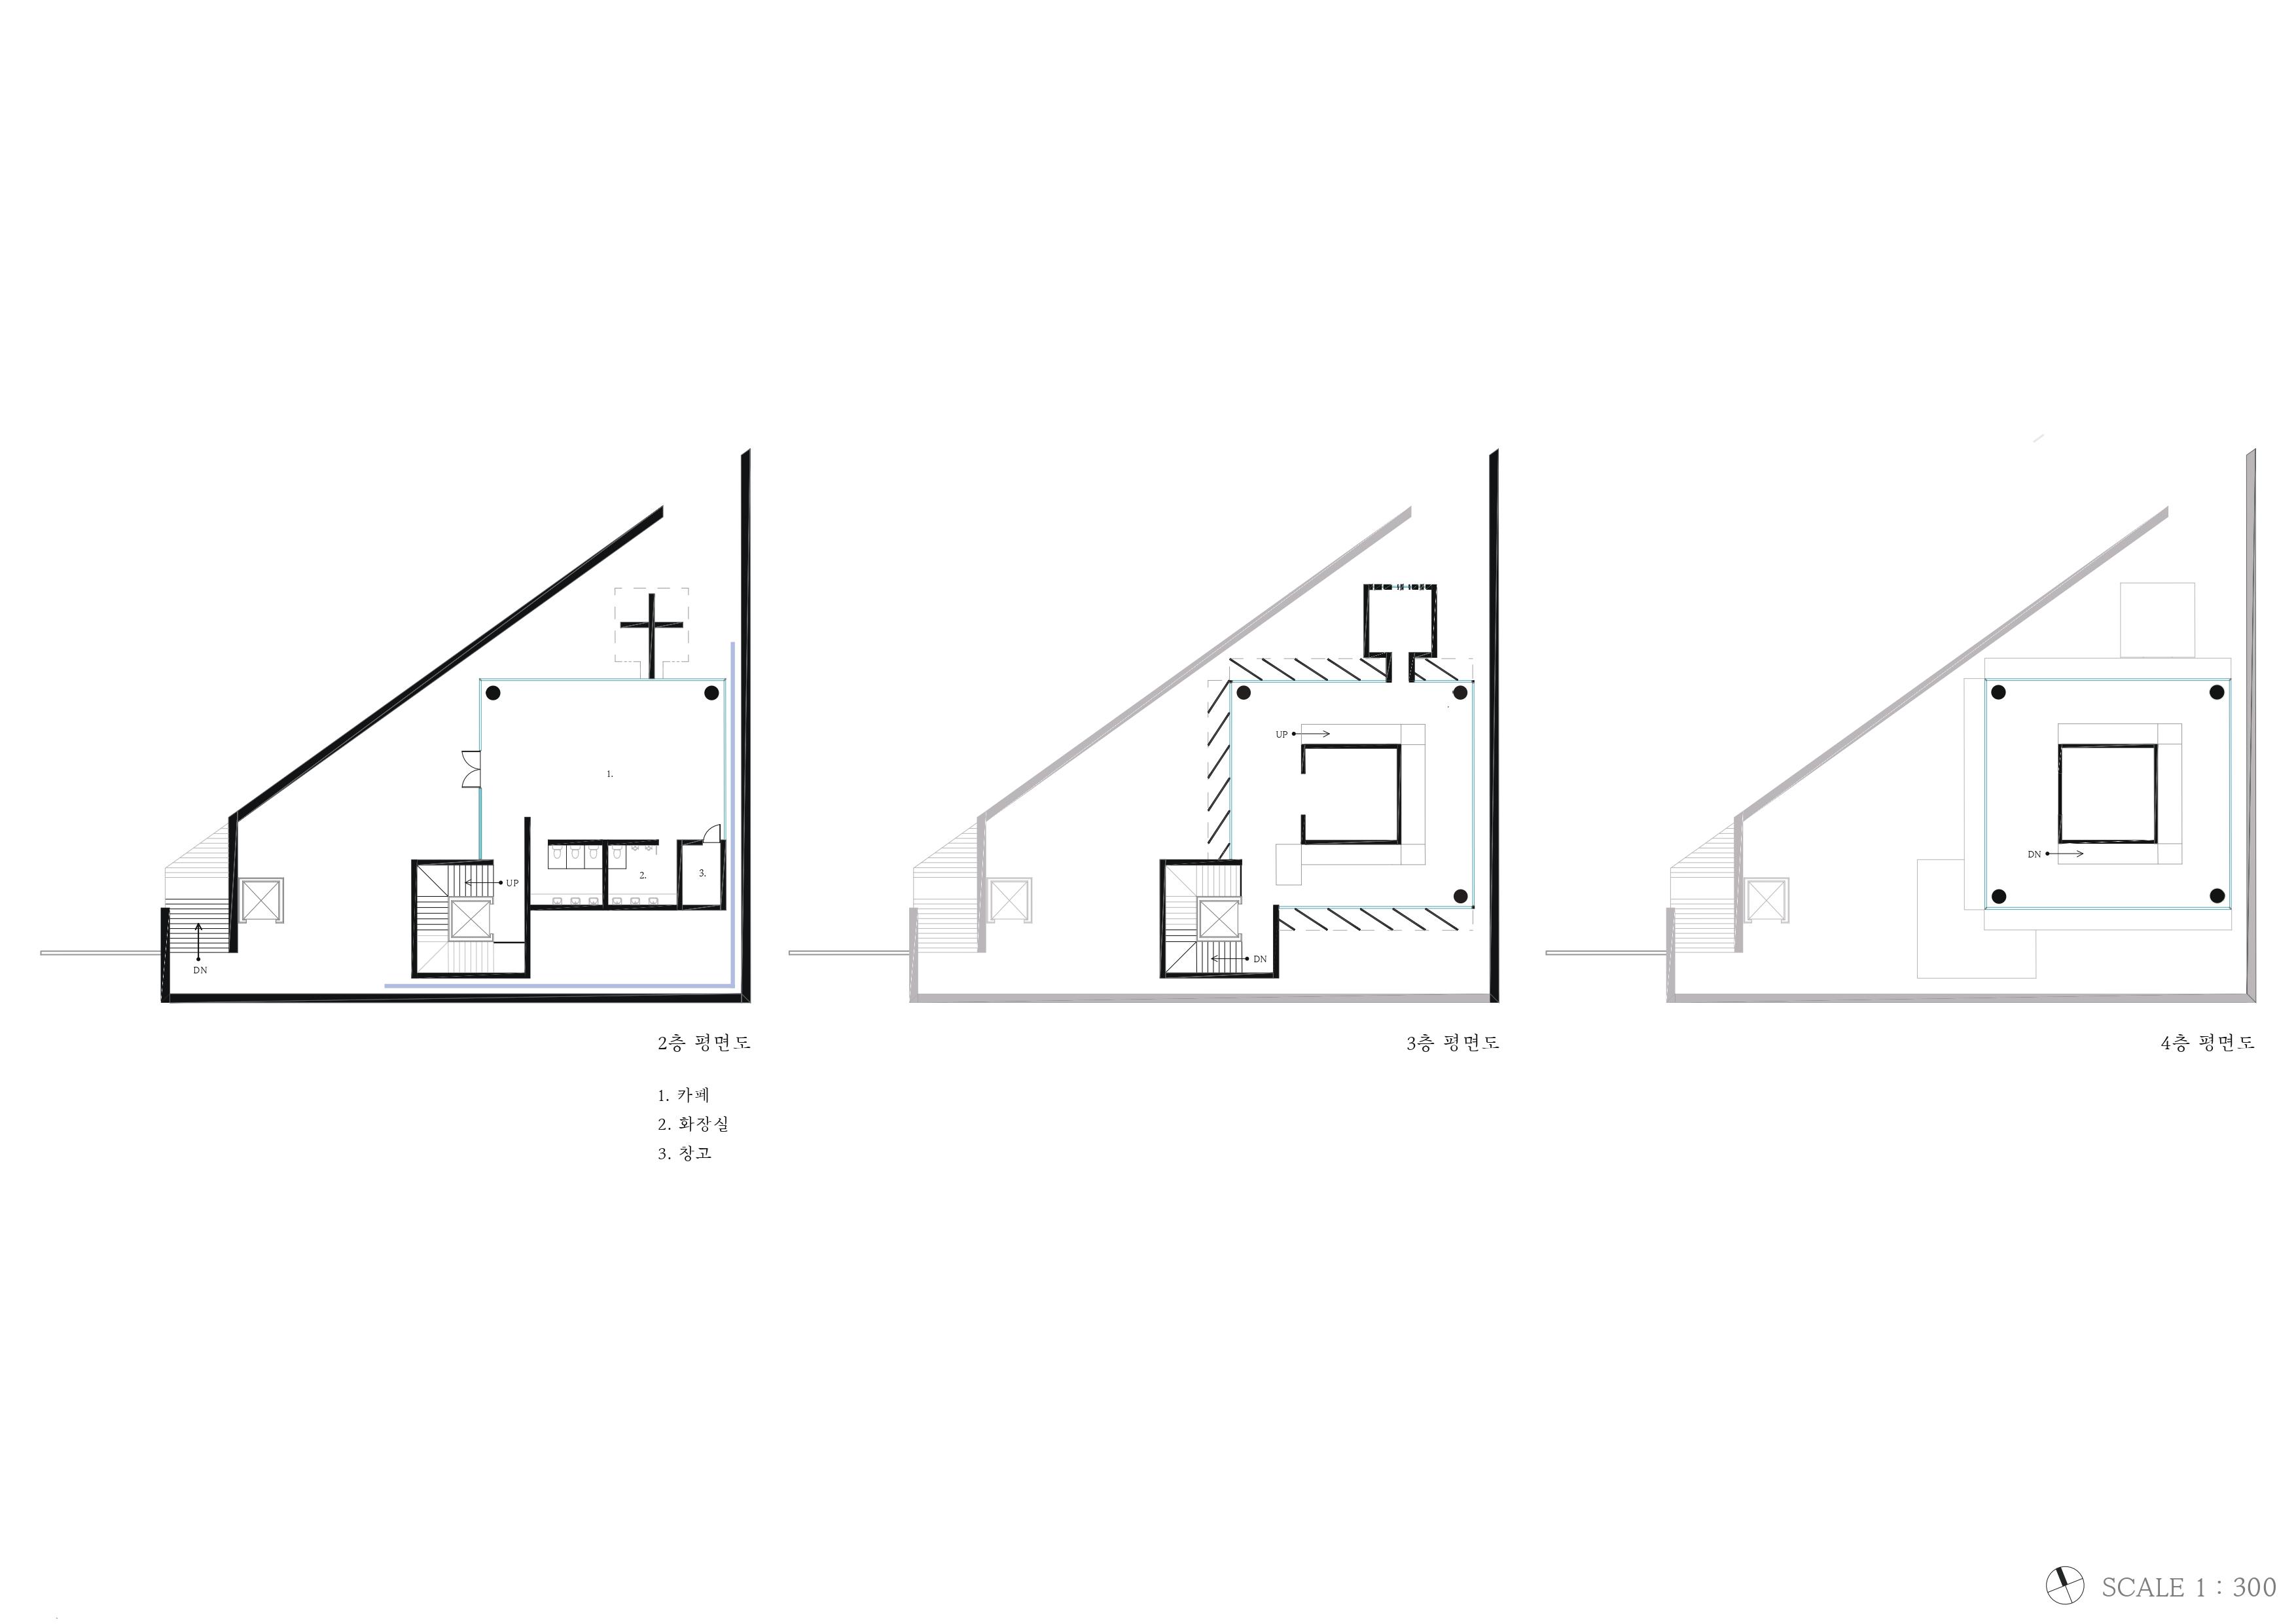 1.
2.
3.
UP
DN
2층 평면도
1. 카페
2. 화장실
3. 창고
UP
DN
3층 평면도
DN
4층 평면도
SCALE 1 : 300